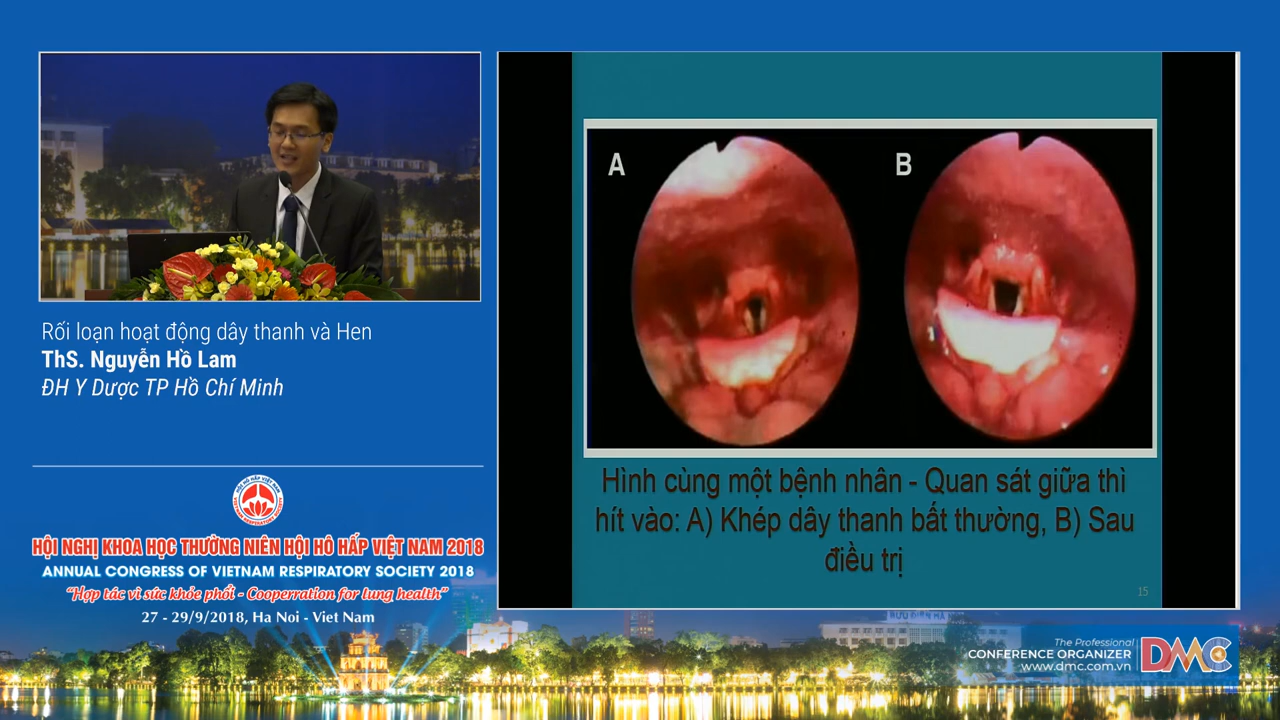 Rối loạn hoạt động dây thanh và Hen
ThS. Nguyễn Hồ Lam
ĐH Y Dược TP Hồ Chí Minh
HỘI NGHỊ KHOA HỌC THƯỜNG NIÊN HỘI HÔ HẤP VIỆT NAM 2018
ANNUAL CONGRESS OF VIETNAM RESPIRATORY SOCIETY 2018
"Hợp tác vì sức khỏe phổi - Cooperration for lung health"
27 - 29/9/2018, Ha Noi - Viet Nam
A
B
Hình cùng một bệnh nhân - Quan sát giữa thì
hít vào: A) Khép dây thanh bất thường, B) Sau
điều trị
15
The Professional
CONFERENCE ORGANIZER
www.dmc.com.vn
DMC